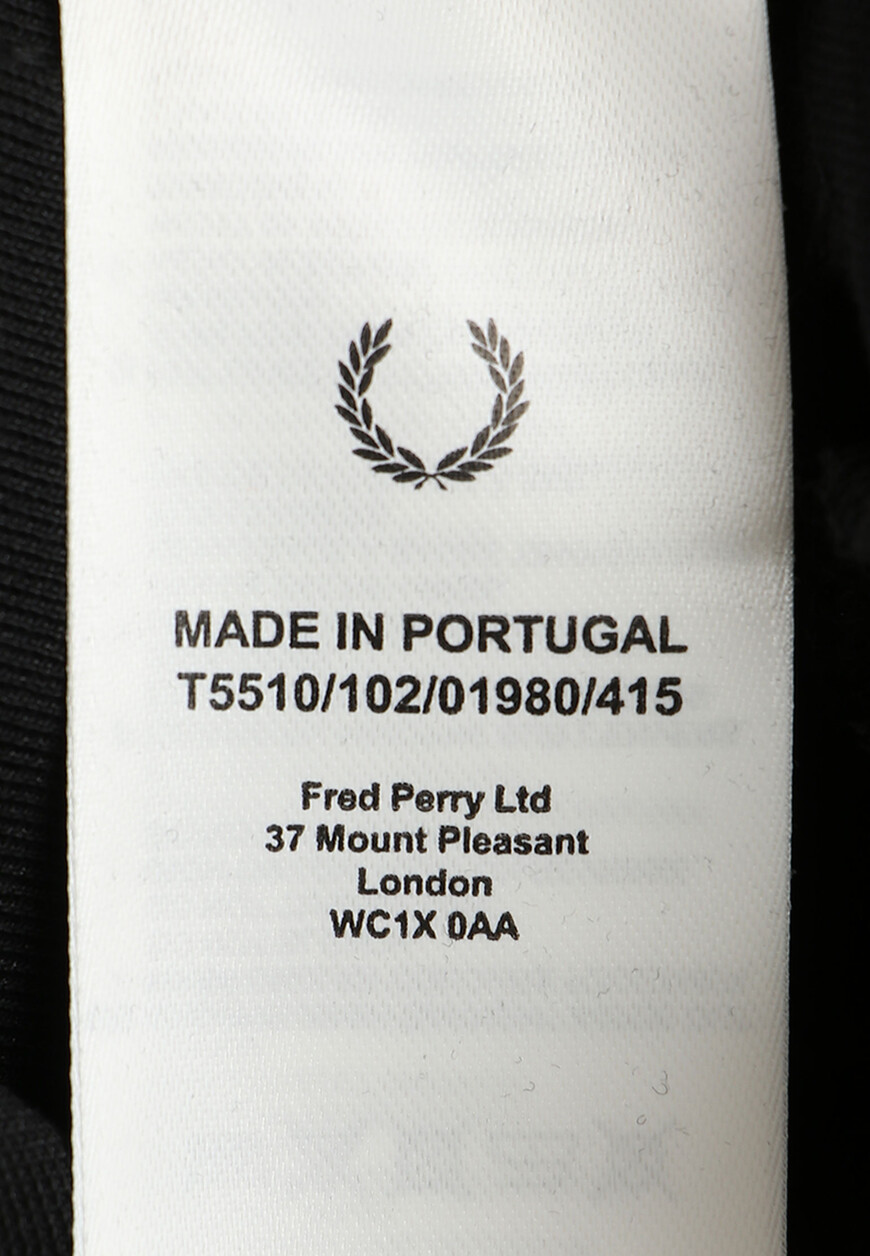 MADE IN PORTUGAL
T5510/102/01980/415
Fred Perry Ltd
37 Mount Pleasant
London
WC1X 0AA